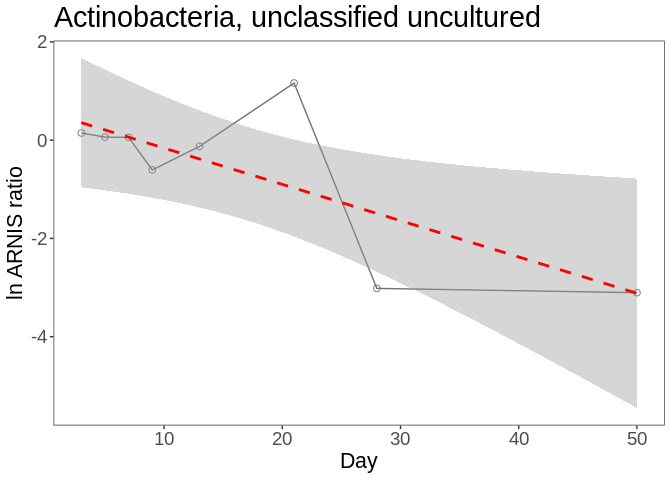 Actinobacteria, unclassified uncultured
2
0
-2
-4
ln ARNIS ratio
10 20 30 40 50
Day